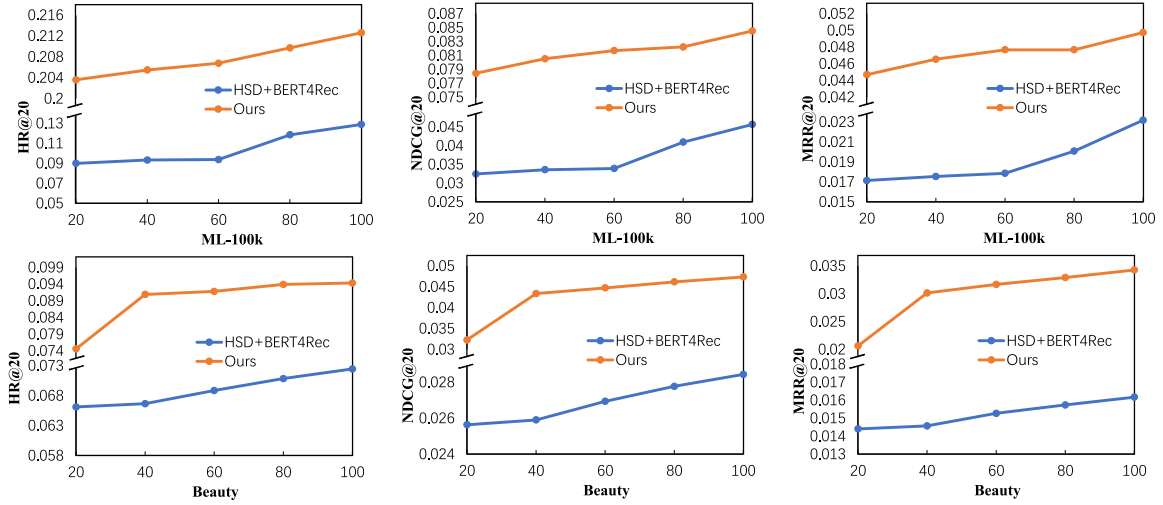 HR@20
0.216
0.212
0.208
0.204
0.2
0.13
0.11
0.09
0.07
0.05
HSD+BERT4Rec
Ours
20 40 60 80 100
ML-100k
NDCG@20
0.087
0.085
0.083
0.081
0.079
0.077
0.075
0.045
0.035
0.025
HSD+BERT4Rec
Ours
20 40 60 80 100
ML-100k
MRR@20
0.052
0.05
0.048
0.046
0.044
0.042
0.023
0.021
0.019
0.017
0.015
HSD+BERT4Rec
Ours
20 40 60 80 100
ML-100k
HR@20
0.099
0.094
0.089
0.084
0.079
0.074
0.073
0.068
0.063
0.058
HSD+BERT4Rec
Ours
20 40 60 80 100
Beauty
NDCG@20
0.05
0.045
0.04
0.035
0.03
0.028
0.026
0.024
HSD+BERT4Rec
Ours
20 40 60 80 100
Beauty
MRR@20
0.035
0.03
0.025
0.02
0.018
0.016
0.014
0.013
HSD+BERT4Rec
Ours
20 40 60 80 100
Beauty